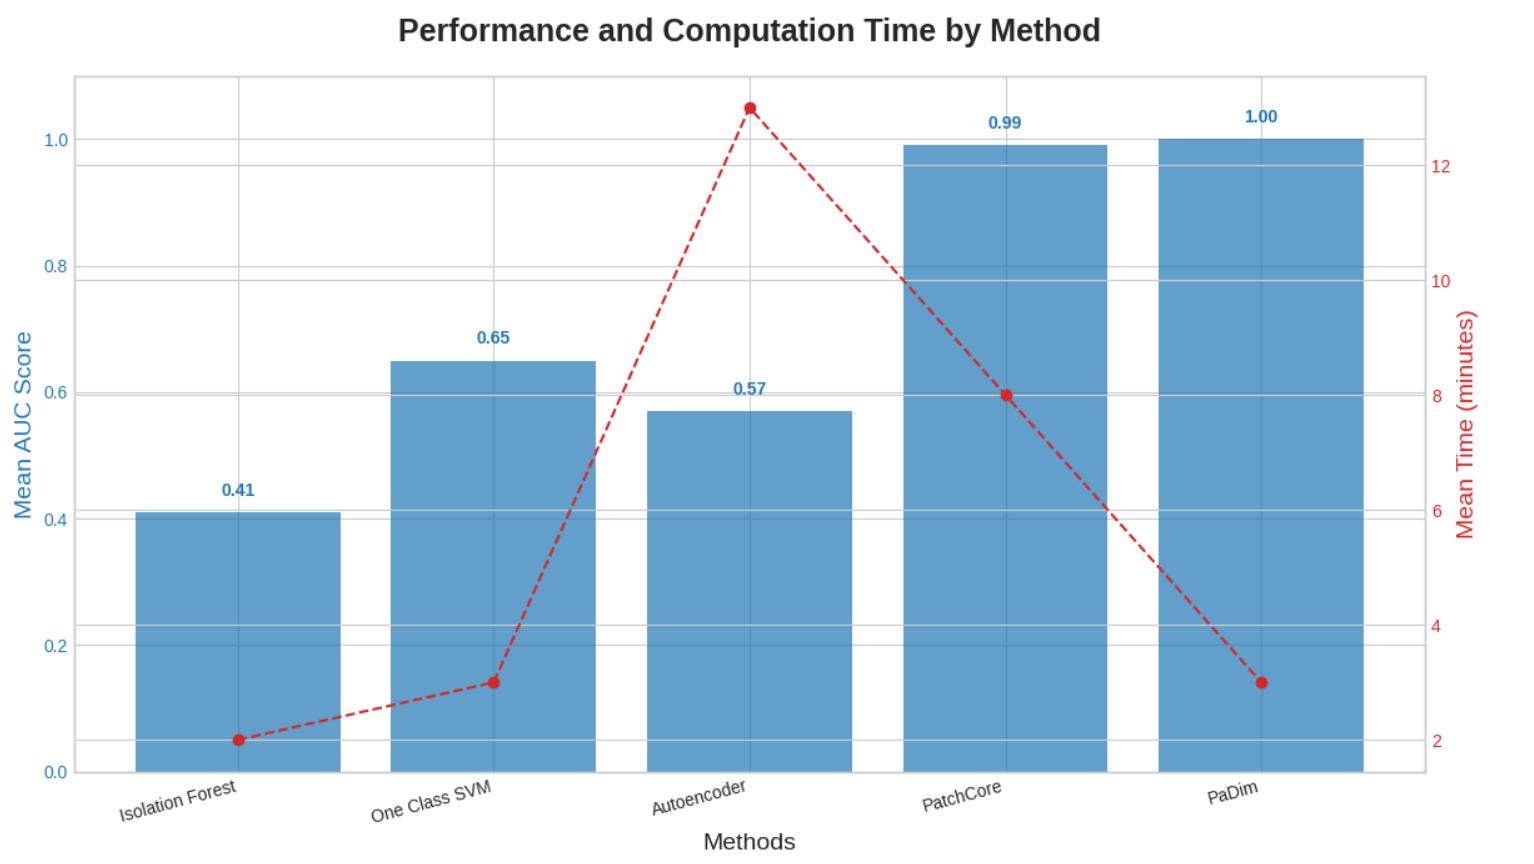 Performance and Computation Time by Method
Mean AUC Score
1.0
0.8
0.6
0.4
0.2
0.0
0.41
0.65
0.57
0.99
1.00
12
10
8
6
4
2
Mean Time (minutes)
Isolation Forest
One Class SVM
Autoencoder
PatchCore
PaDim
Methods